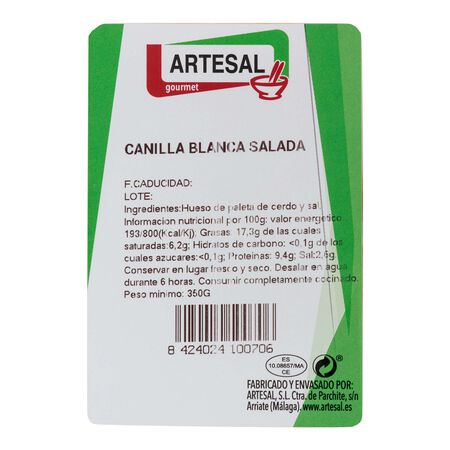 ARTESAL
gourmet
CANILLA BLANCA SALADA
F.CADUCIDAD:
LOTE:
Ingredientes:Hueso de paleta de cerdo y sal.
Informacion nutricional por 100g: valor energetico
193/800(Kcal/Kj); Grasas: 17,3g de las cuales
saturadas:6,2g; Hidratos de carbono: <0,1g de los
cuales azucares:<0,1g; Proteinas: 9,4g; Sal:2,6g.
Conservar en lugar fresco y seco. Desalar en agua
durante 6 horas. Consumir completamente cocinado.
Peso minimo: 350G
8 424024 100706
ES
10.08657/MA
CE
FABRICADO Y ENVASADO POR:
ARTESAL, S.L. Ctra. de Parchite, s/n
Arriate (Málaga). www.artesal.es